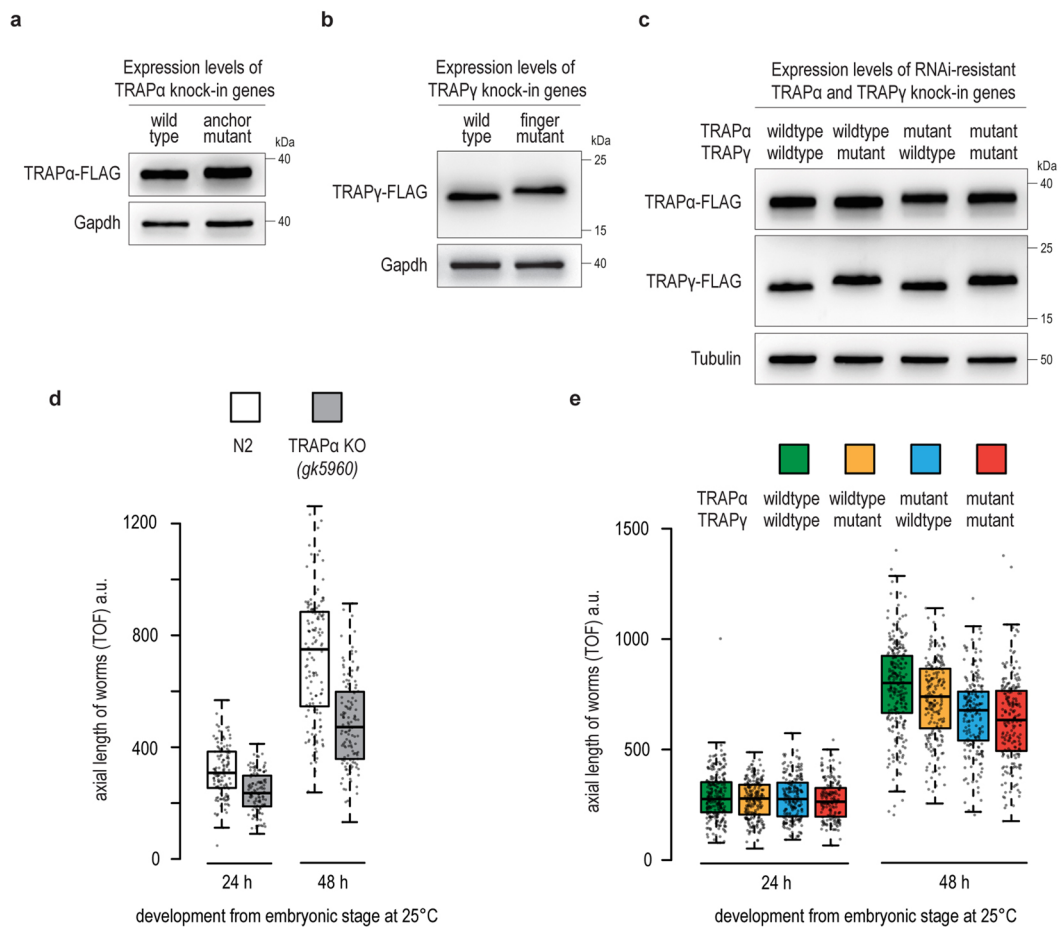 a
Expression levels of
TRAPα knock-in genes
wild anchor
type mutant
kDa
TRAPα-FLAG
40
Gapdh
40
b
Expression levels of
TRAPγ knock-in genes
wild finger
type mutant
kDa
25
TRAPγ-FLAG
15
Gapdh
40
c
Expression levels of RNAi-resistant
TRAPα and TRAPγ knock-in genes
TRAPα wildtype wildtype mutant mutant
TRAPγ wildtype mutant wildtype mutant
kDa
40
TRAPα-FLAG
25
TRAPγ-FLAG
15
Tubulin
50
d
N2 TRAPα KO
(gk5960)
axial length of worms (TOF) a.u.
1200
800
400
0
24 h 48 h
development from embryonic stage at 25°C
e
TRAPα wildtype wildtype mutant mutant
TRAPγ wildtype mutant wildtype mutant
axial length of worms (TOF) a.u.
1500
1000
500
0
24 h 48 h
development from embryonic stage at 25°C